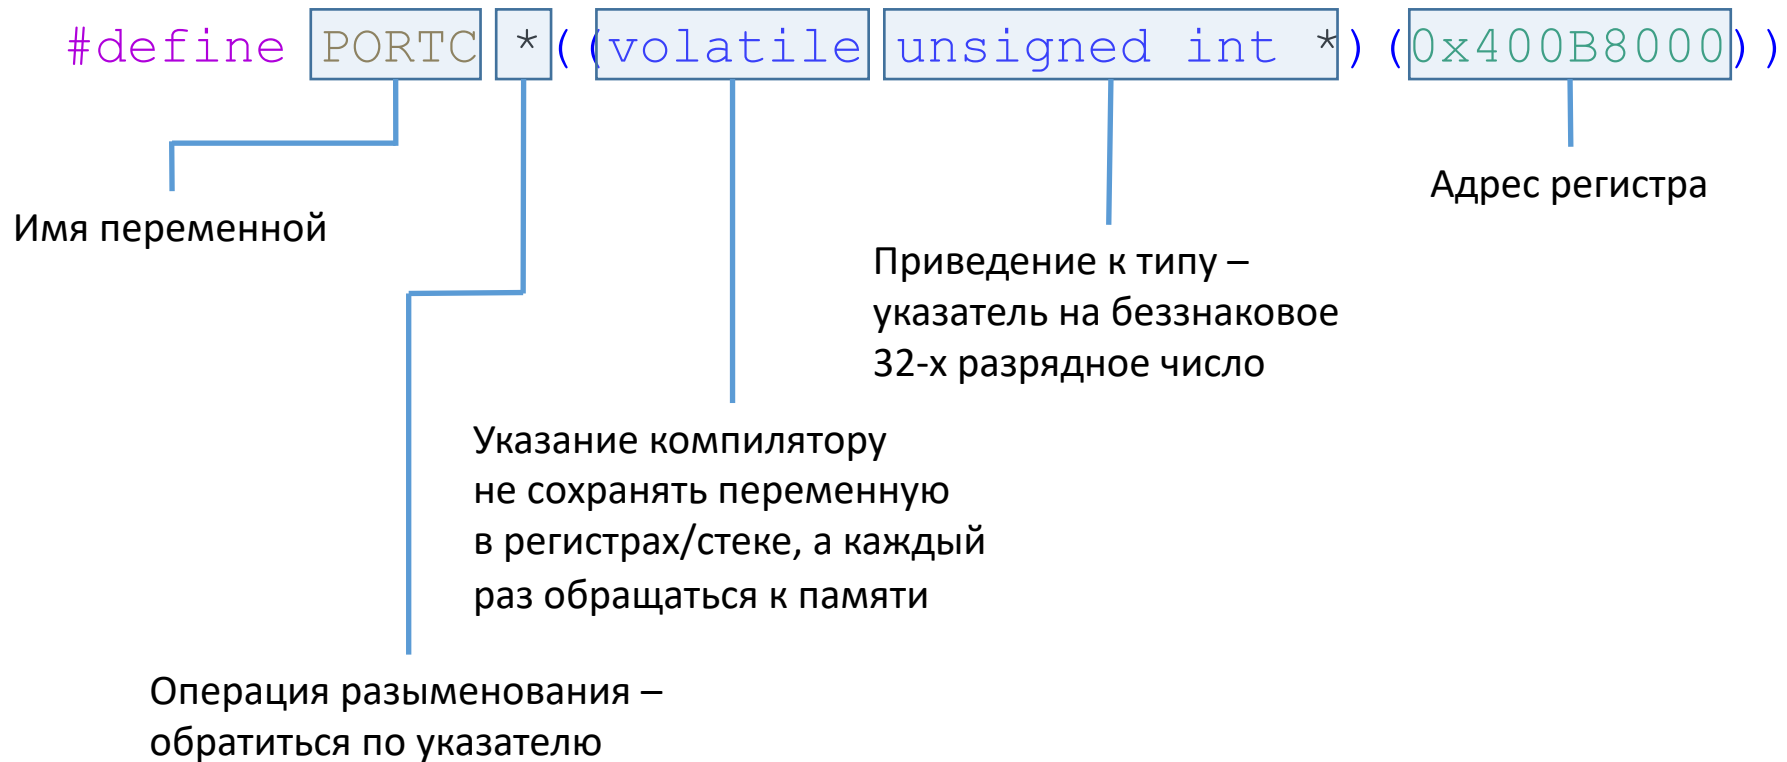 #define PORTC *((volatile unsigned int *)(0x400B8000))
Адрес регистра
Имя переменной
Приведение к типу –
указатель на беззнаковое
32-х разрядное число
Указание компилятору
не сохранять переменную
в регистрах/стеке, а каждый
раз обращаться к памяти
Операция разыменования –
обратиться по указателю